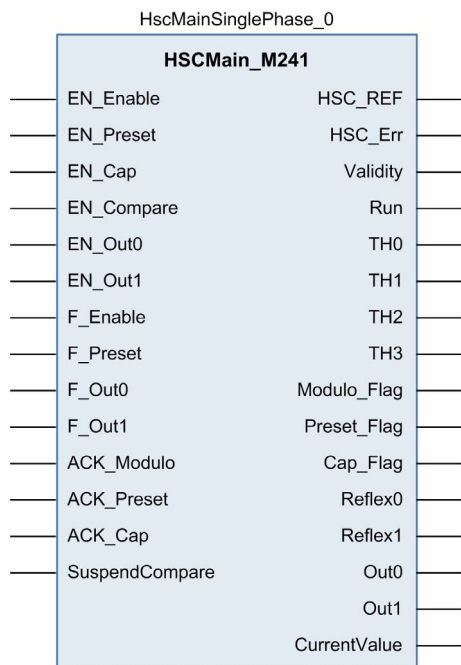 HscMainSinglePhase_0
HSCMain_M241
EN_Enable HSC_REF
EN_Preset HSC_Err
EN_Cap Validity
EN_Compare Run
EN_Out0 TH0
EN_Out1 TH1
F_Enable TH2
F_Preset TH3
F_Out0 Modulo_Flag
F_Out1 Preset_Flag
ACK_Modulo Cap_Flag
ACK_Preset Reflex0
ACK_Cap Reflex1
SuspendCompare Out0
Out1
CurrentValue